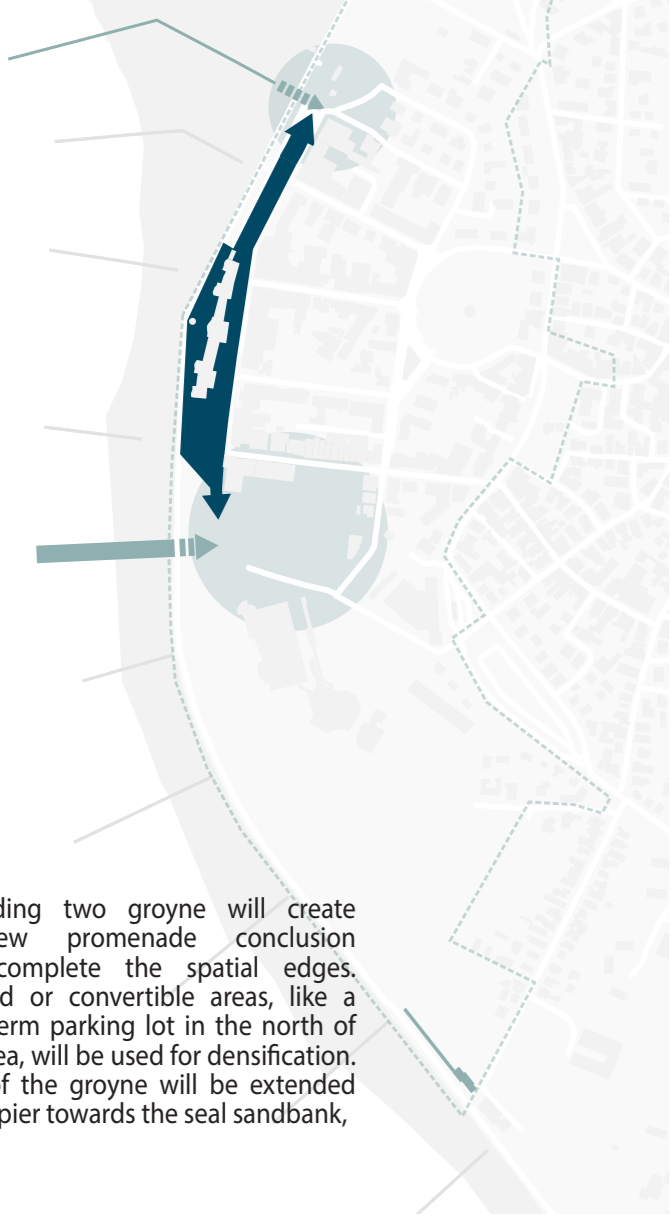 ding two groyne will create
ew promenade conclusion
complete the spatial edges.
d or convertible areas, like a
erm parking lot in the north of
ea, will be used for densification.
of the groyne will be extended
pier towards the seal sandbank,